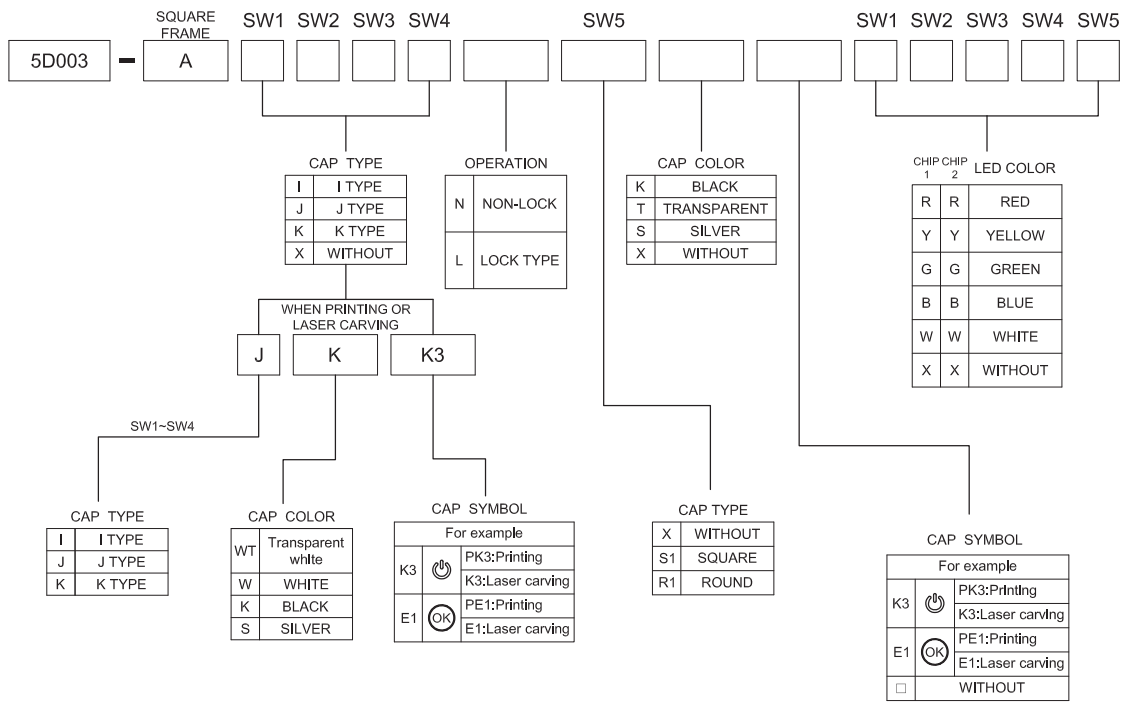 SQUARE FRAME SW1 SW2 SW3 SW4 SW5 SW1 SW2 SW3 SW4 SW5
5D003 - A
CAP TYPE
I I TYPE
J J TYPE
K K TYPE
X WITHOUT
OPERATION
N NON-LOCK
L LOCK TYPE
CAP COLOR
K BLACK
T TRANSPARENT
S SILVER
X WITHOUT
CHIP 1 CHIP 2 LED COLOR
R R RED
Y Y YELLOW
G G GREEN
B B BLUE
W W WHITE
X X WITHOUT
WHEN PRINTING OR
LASER CARVING
J K K3
SW1~SW4
CAP TYPE
I I TYPE
J J TYPE
K K TYPE
CAP COLOR
WT Transparent white
W WHITE
K BLACK
S SILVER
CAP SYMBOL
For example
K3 PK3:Printing
K3:Laser carving
E1 OK PE1:Printing
E1:Laser carving
CAP TYPE
X WITHOUT
S1 SQUARE
R1 ROUND
CAP SYMBOL
For example
K3 PK3:Printing
K3:Laser carving
E1 OK PE1:Printing
E1:Laser carving
□ WITHOUT